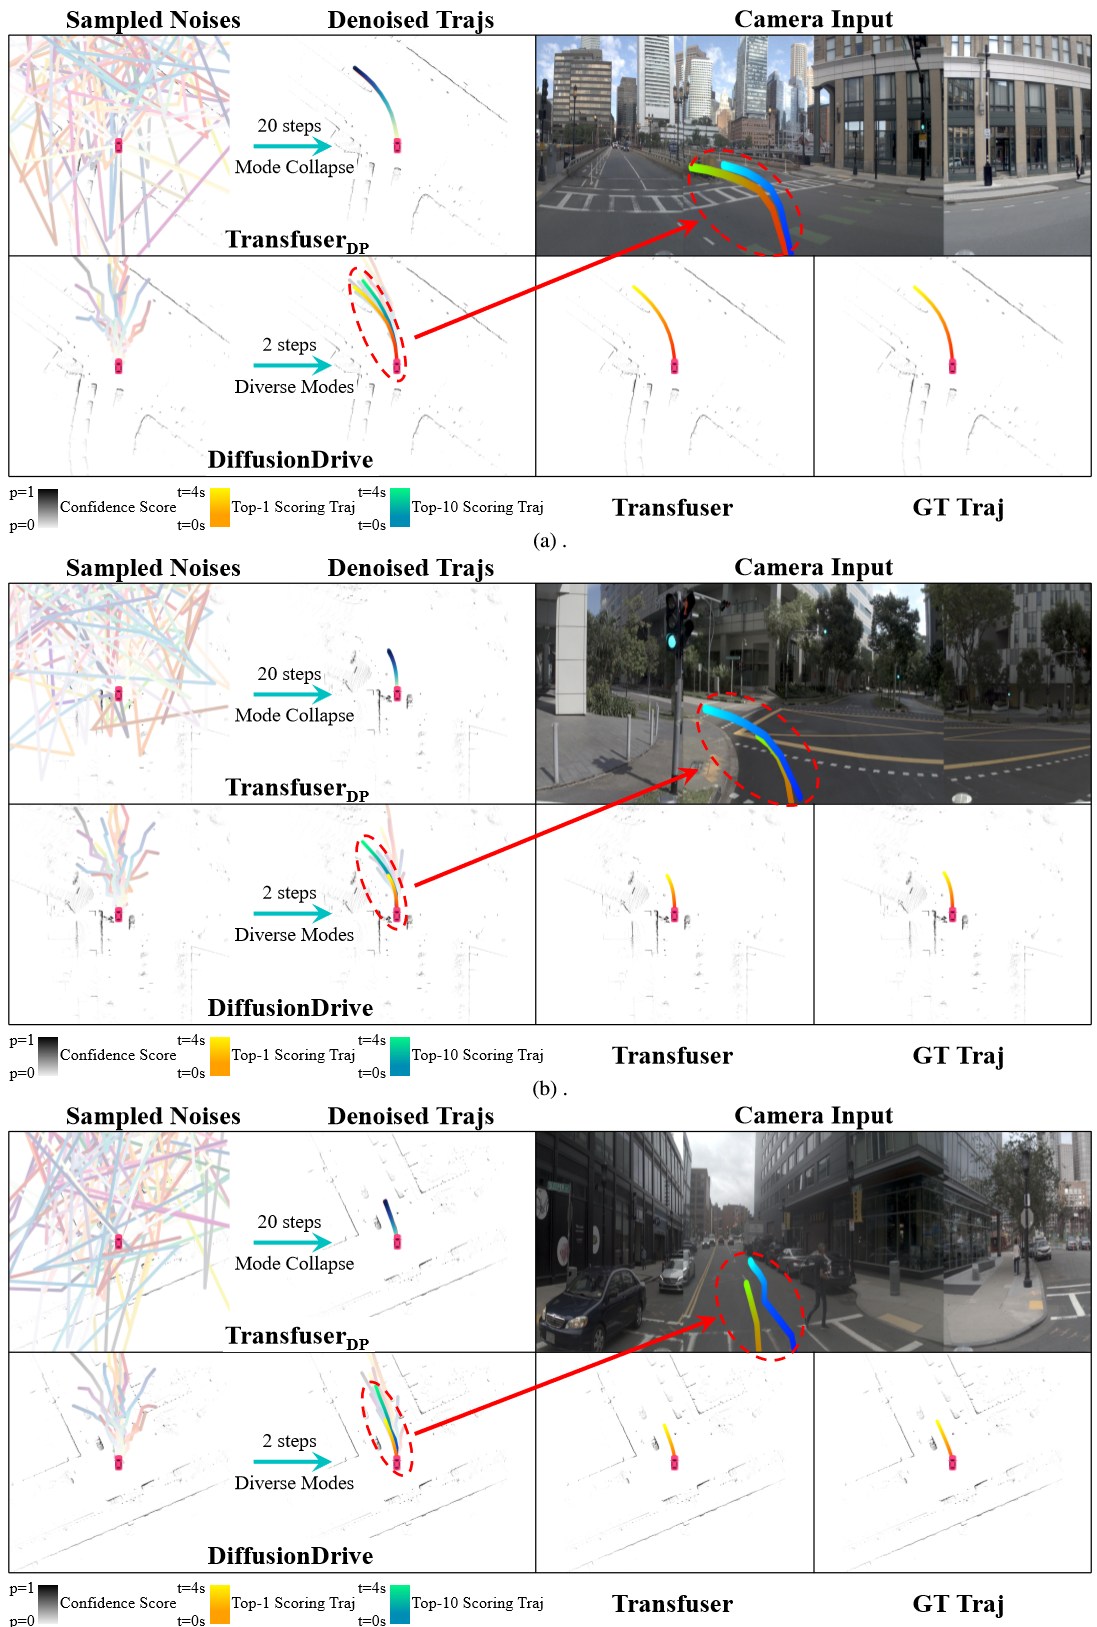 Sampled Noises Denoised Trajs Camera Input
20 steps
Mode Collapse
Transfuser_DP
2 steps
Diverse Modes
DiffusionDrive
p=1 t=4s t=4s
Confidence Score Top-1 Scoring Traj Top-10 Scoring Traj Transfuser GT Traj
p=0 t=0s t=0s
(a) .
Sampled Noises Denoised Trajs Camera Input
20 steps
Mode Collapse
Transfuser_DP
2 steps
Diverse Modes
DiffusionDrive
p=1 t=4s t=4s
Confidence Score Top-1 Scoring Traj Top-10 Scoring Traj Transfuser GT Traj
p=0 t=0s t=0s
(b) .
Sampled Noises Denoised Trajs Camera Input
20 steps
Mode Collapse
Transfuser_DP
2 steps
Diverse Modes
DiffusionDrive
p=1 t=4s t=4s
Confidence Score Top-1 Scoring Traj Top-10 Scoring Traj Transfuser GT Traj
p=0 t=0s t=0s